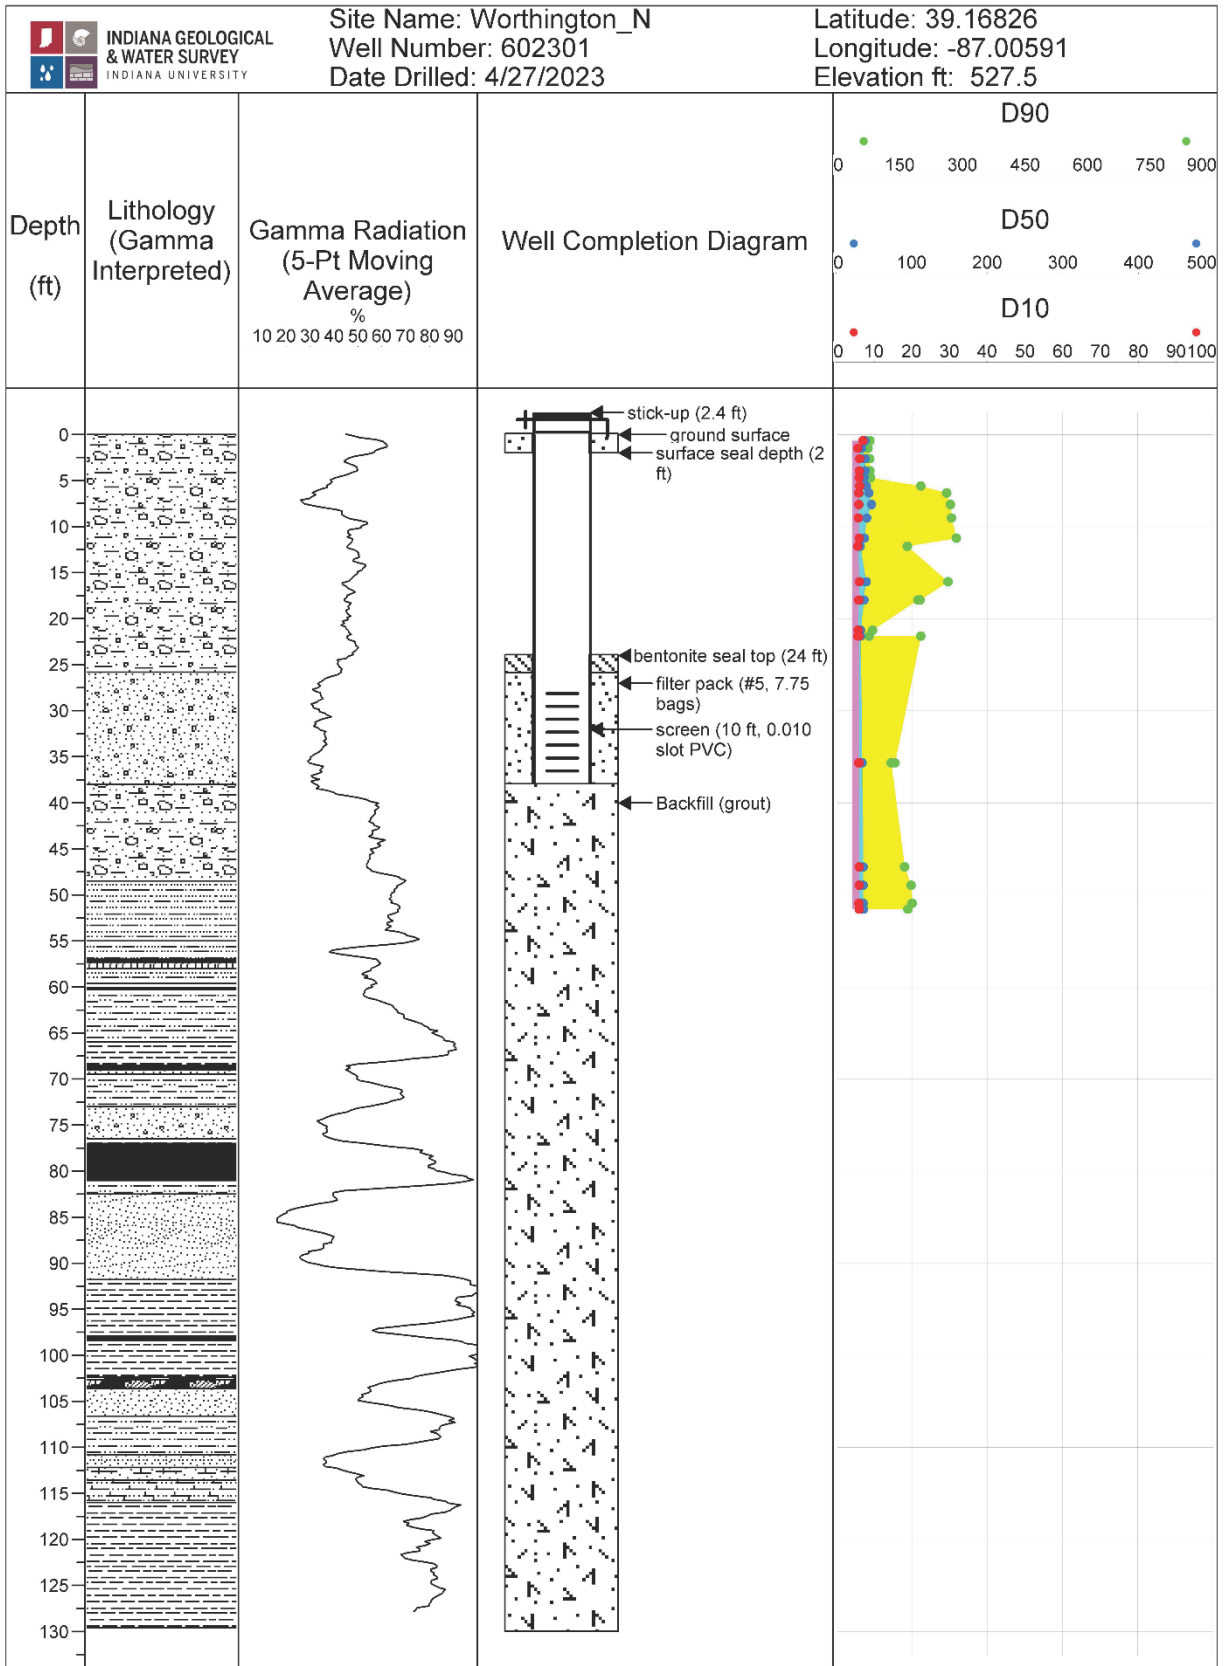 INDIANA GEOLOGICAL
& WATER SURVEY
INDIANA UNIVERSITY
Site Name: Worthington_N
Well Number: 602301
Date Drilled: 4/27/2023
Latitude: 39.16826
Longitude: -87.00591
Elevation ft: 527.5
Depth
(ft)
Lithology
(Gamma
Interpreted)
Gamma Radiation
(5-Pt Moving
Average)
%
10 20 30 40 50 60 70 80 90
Well Completion Diagram
D90
0 150 300 450 600 750 900
D50
0 100 200 300 400 500
D10
0 10 20 30 40 50 60 70 80 90100
stick-up (2.4 ft)
ground surface
surface seal depth (2
ft)
bentonite seal top (24 ft)
filter pack (#5, 7.75
bags)
screen (10 ft, 0.010
slot PVC)
Backfill (grout)
0
5
10
15
20
25
30
35
40
45
50
55
60
65
70
75
80
85
90
95
100
105
110
115
120
125
130